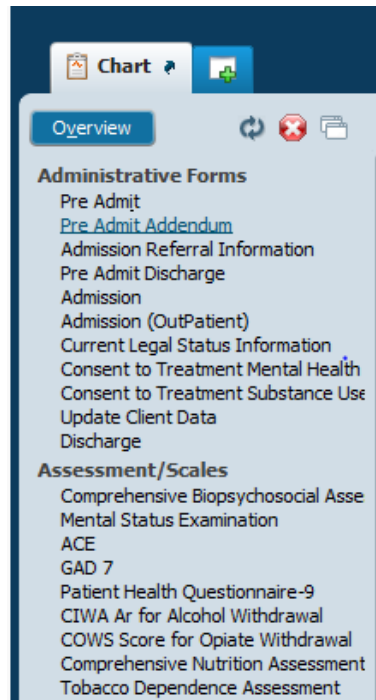 Chart
Overview
Administrative Forms
Pre Admit
Pre Admit Addendum
Admission Referral Information
Pre Admit Discharge
Admission
Admission (OutPatient)
Current Legal Status Information
Consent to Treatment Mental Health
Consent to Treatment Substance Use
Update Client Data
Discharge
Assessment/Scales
Comprehensive Biopsychosocial Asse
Mental Status Examination
ACE
GAD 7
Patient Health Questionnaire-9
CIWA Ar for Alcohol Withdrawal
COWS Score for Opiate Withdrawal
Comprehensive Nutrition Assessment
Tobacco Dependence Assessment